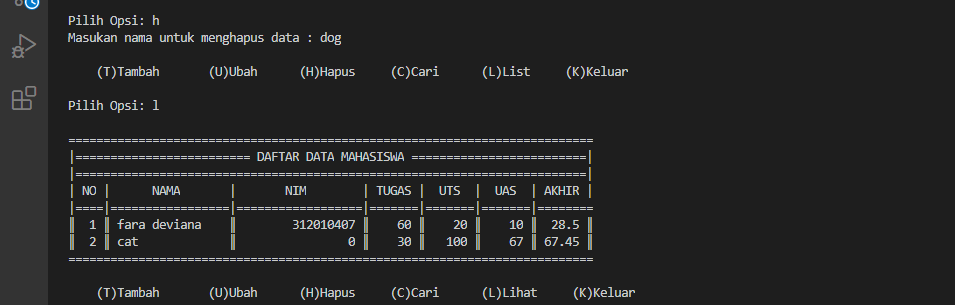 Pilih Opsi: h
Masukan nama untuk menghapus data : dog
(T)Tambah (U)Ubah (H)Hapus (C)Cari (L)List (K)Keluar
Pilih Opsi: l
===========================================================================
|========================= DAFTAR DATA MAHASISWA =========================|
|=========================================================================|
| NO | NAMA | NIM | TUGAS | UTS | UAS | AKHIR |
|====|=================|==================|=======|=======|=======|========
| 1 | fara deviana | 312010407 | 60 | 20 | 10 | 28.5 |
| 2 | cat | 0 | 30 | 100 | 67 | 67.45 |
===========================================================================
(T)Tambah (U)Ubah (H)Hapus (C)Cari (L)Lihat (K)Keluar